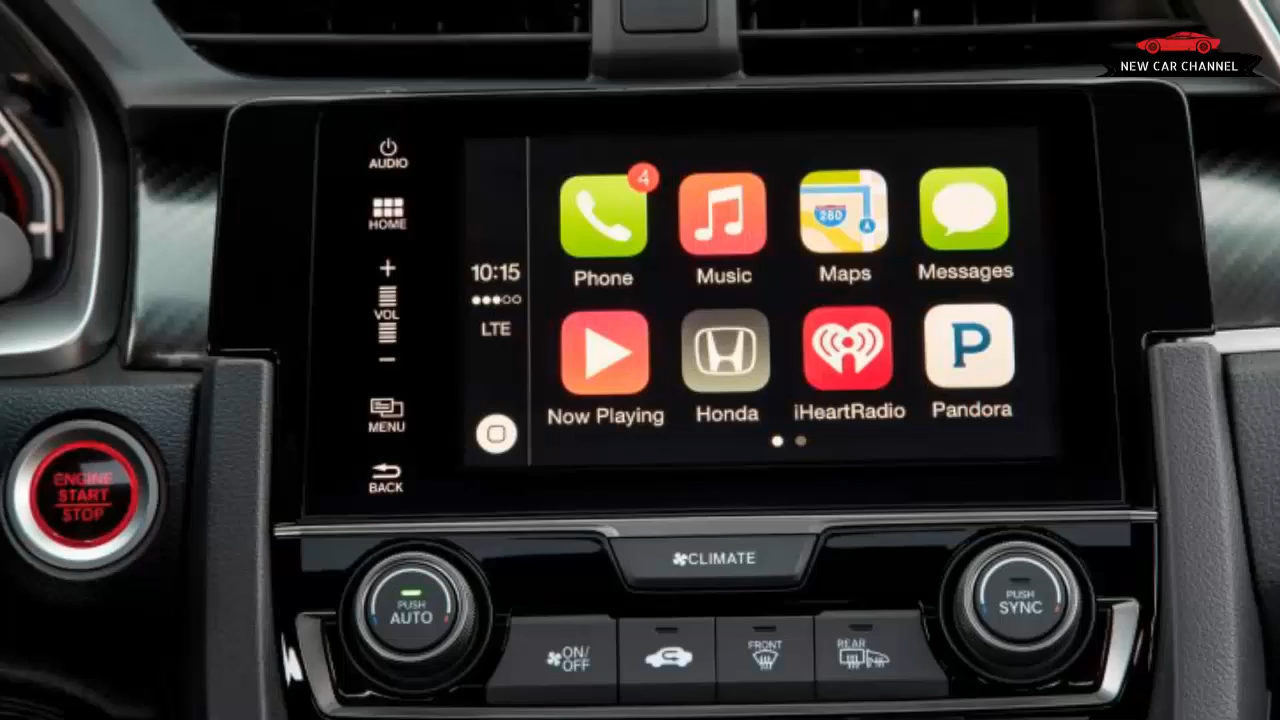 NEW CAR CHANNEL
AUDIO
HOME
+
VOL
−
MENU
BACK
10:15
LTE
4
Phone
Music
280
Maps
Messages
Now Playing
Honda
iHeartRadio
P
Pandora
ENGINE
START
STOP
CLIMATE
PUSH
AUTO
ON/
OFF
FRONT
REAR
PUSH
SYNC